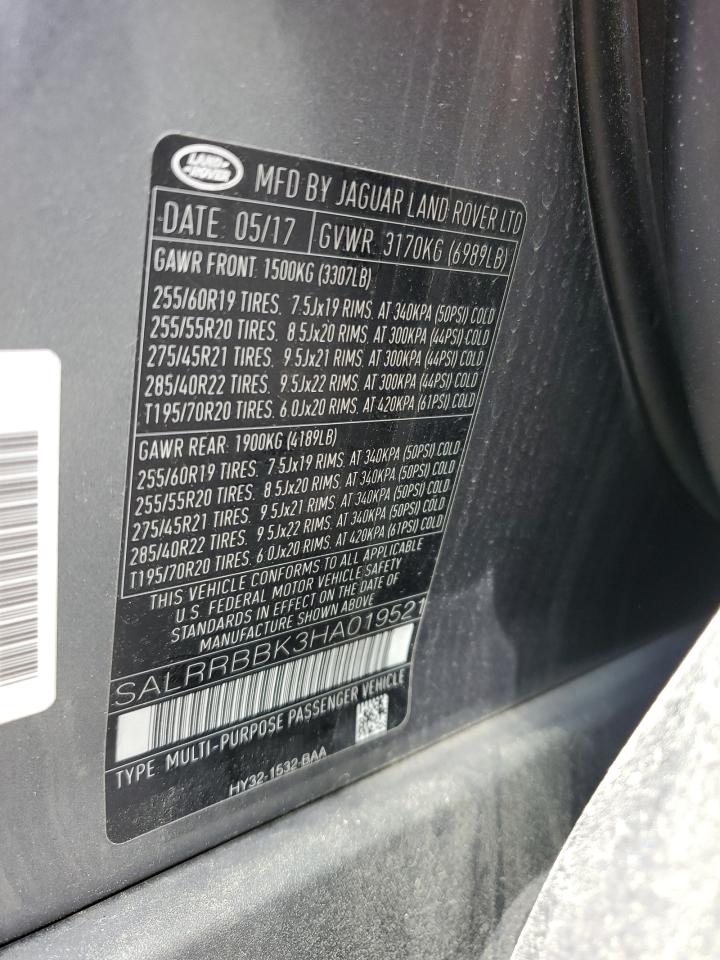 LAND ROVER
MFD BY JAGUAR LAND ROVER LTD
DATE: 05/17 GVWR: 3170KG (6989LB)
GAWR FRONT: 1500KG (3307LB)
255/60R19 TIRES, 7.5Jx19 RIMS, AT 340KPA (50PSI) COLD
255/55R20 TIRES, 8.5Jx20 RIMS, AT 300KPA (44PSI) COLD
275/45R21 TIRES, 9.5Jx21 RIMS, AT 300KPA (44PSI) COLD
285/40R22 TIRES, 9.5Jx22 RIMS, AT 300KPA (44PSI) COLD
T195/70R20 TIRES, 6.0Jx20 RIMS, AT 420KPA (61PSI) COLD
GAWR REAR: 1900KG (4189LB)
255/60R19 TIRES, 7.5Jx19 RIMS, AT 340KPA (50PSI) COLD
255/55R20 TIRES, 8.5Jx20 RIMS, AT 340KPA (50PSI) COLD
275/45R21 TIRES, 9.5Jx21 RIMS, AT 340KPA (50PSI) COLD
285/40R22 TIRES, 9.5Jx22 RIMS, AT 340KPA (50PSI) COLD
T195/70R20 TIRES, 6.0Jx20 RIMS, AT 420KPA (61PSI) COLD
THIS VEHICLE CONFORMS TO ALL APPLICABLE
U.S. FEDERAL MOTOR VEHICLE SAFETY
STANDARDS IN EFFECT ON THE DATE OF
MANUFACTURE SHOWN ABOVE
SALRRBBK3HA019521
TYPE: MULTI-PURPOSE PASSENGER VEHICLE
HY32-1532-BAA